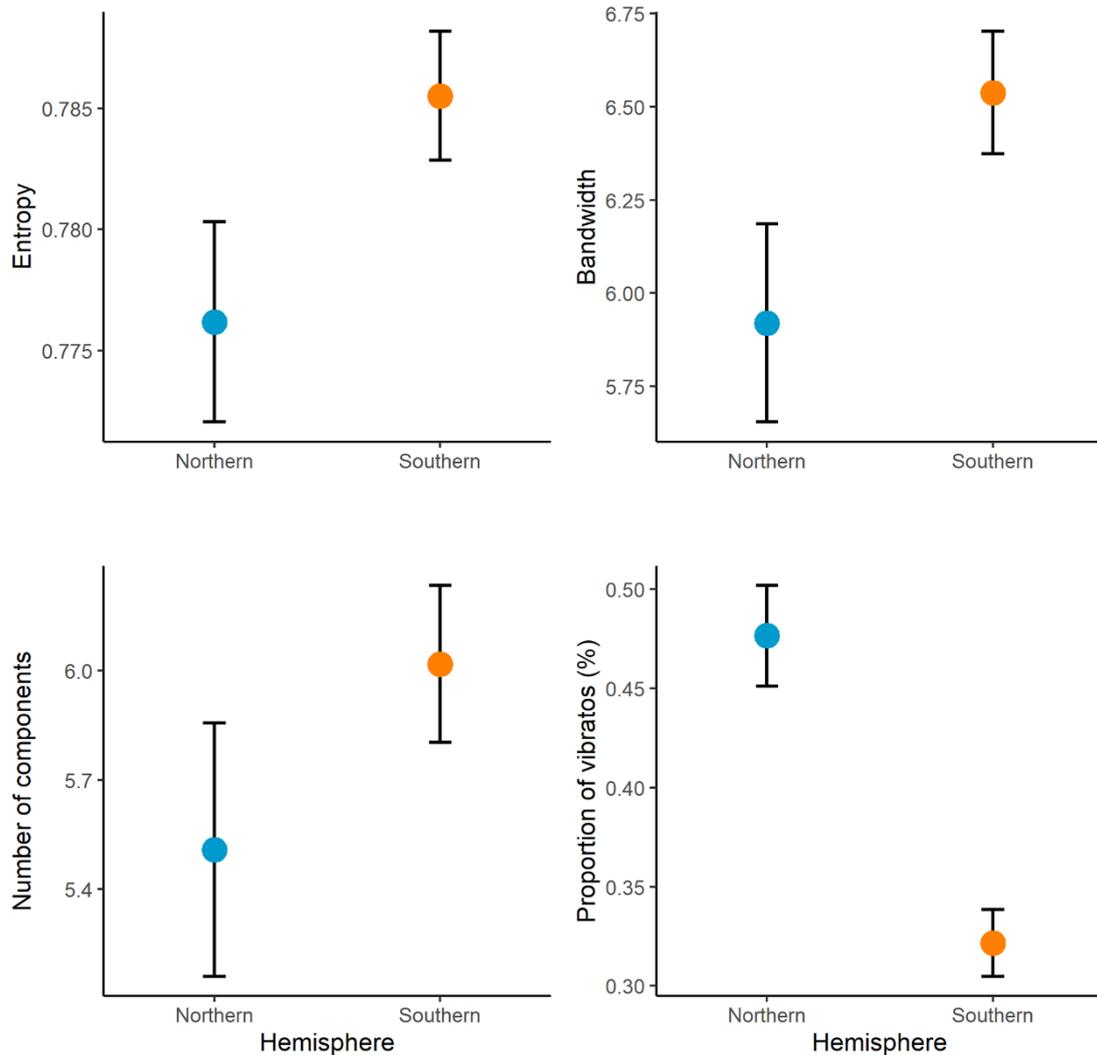 Entropy
0.785
0.780
0.775
Northern
Southern
Bandwidth
6.75
6.50
6.25
6.00
5.75
Northern
Southern
Number of components
6.0
5.7
5.4
Northern
Southern
Hemisphere
Proportion of vibratos (%)
0.50
0.45
0.40
0.35
0.30
Northern
Southern
Hemisphere